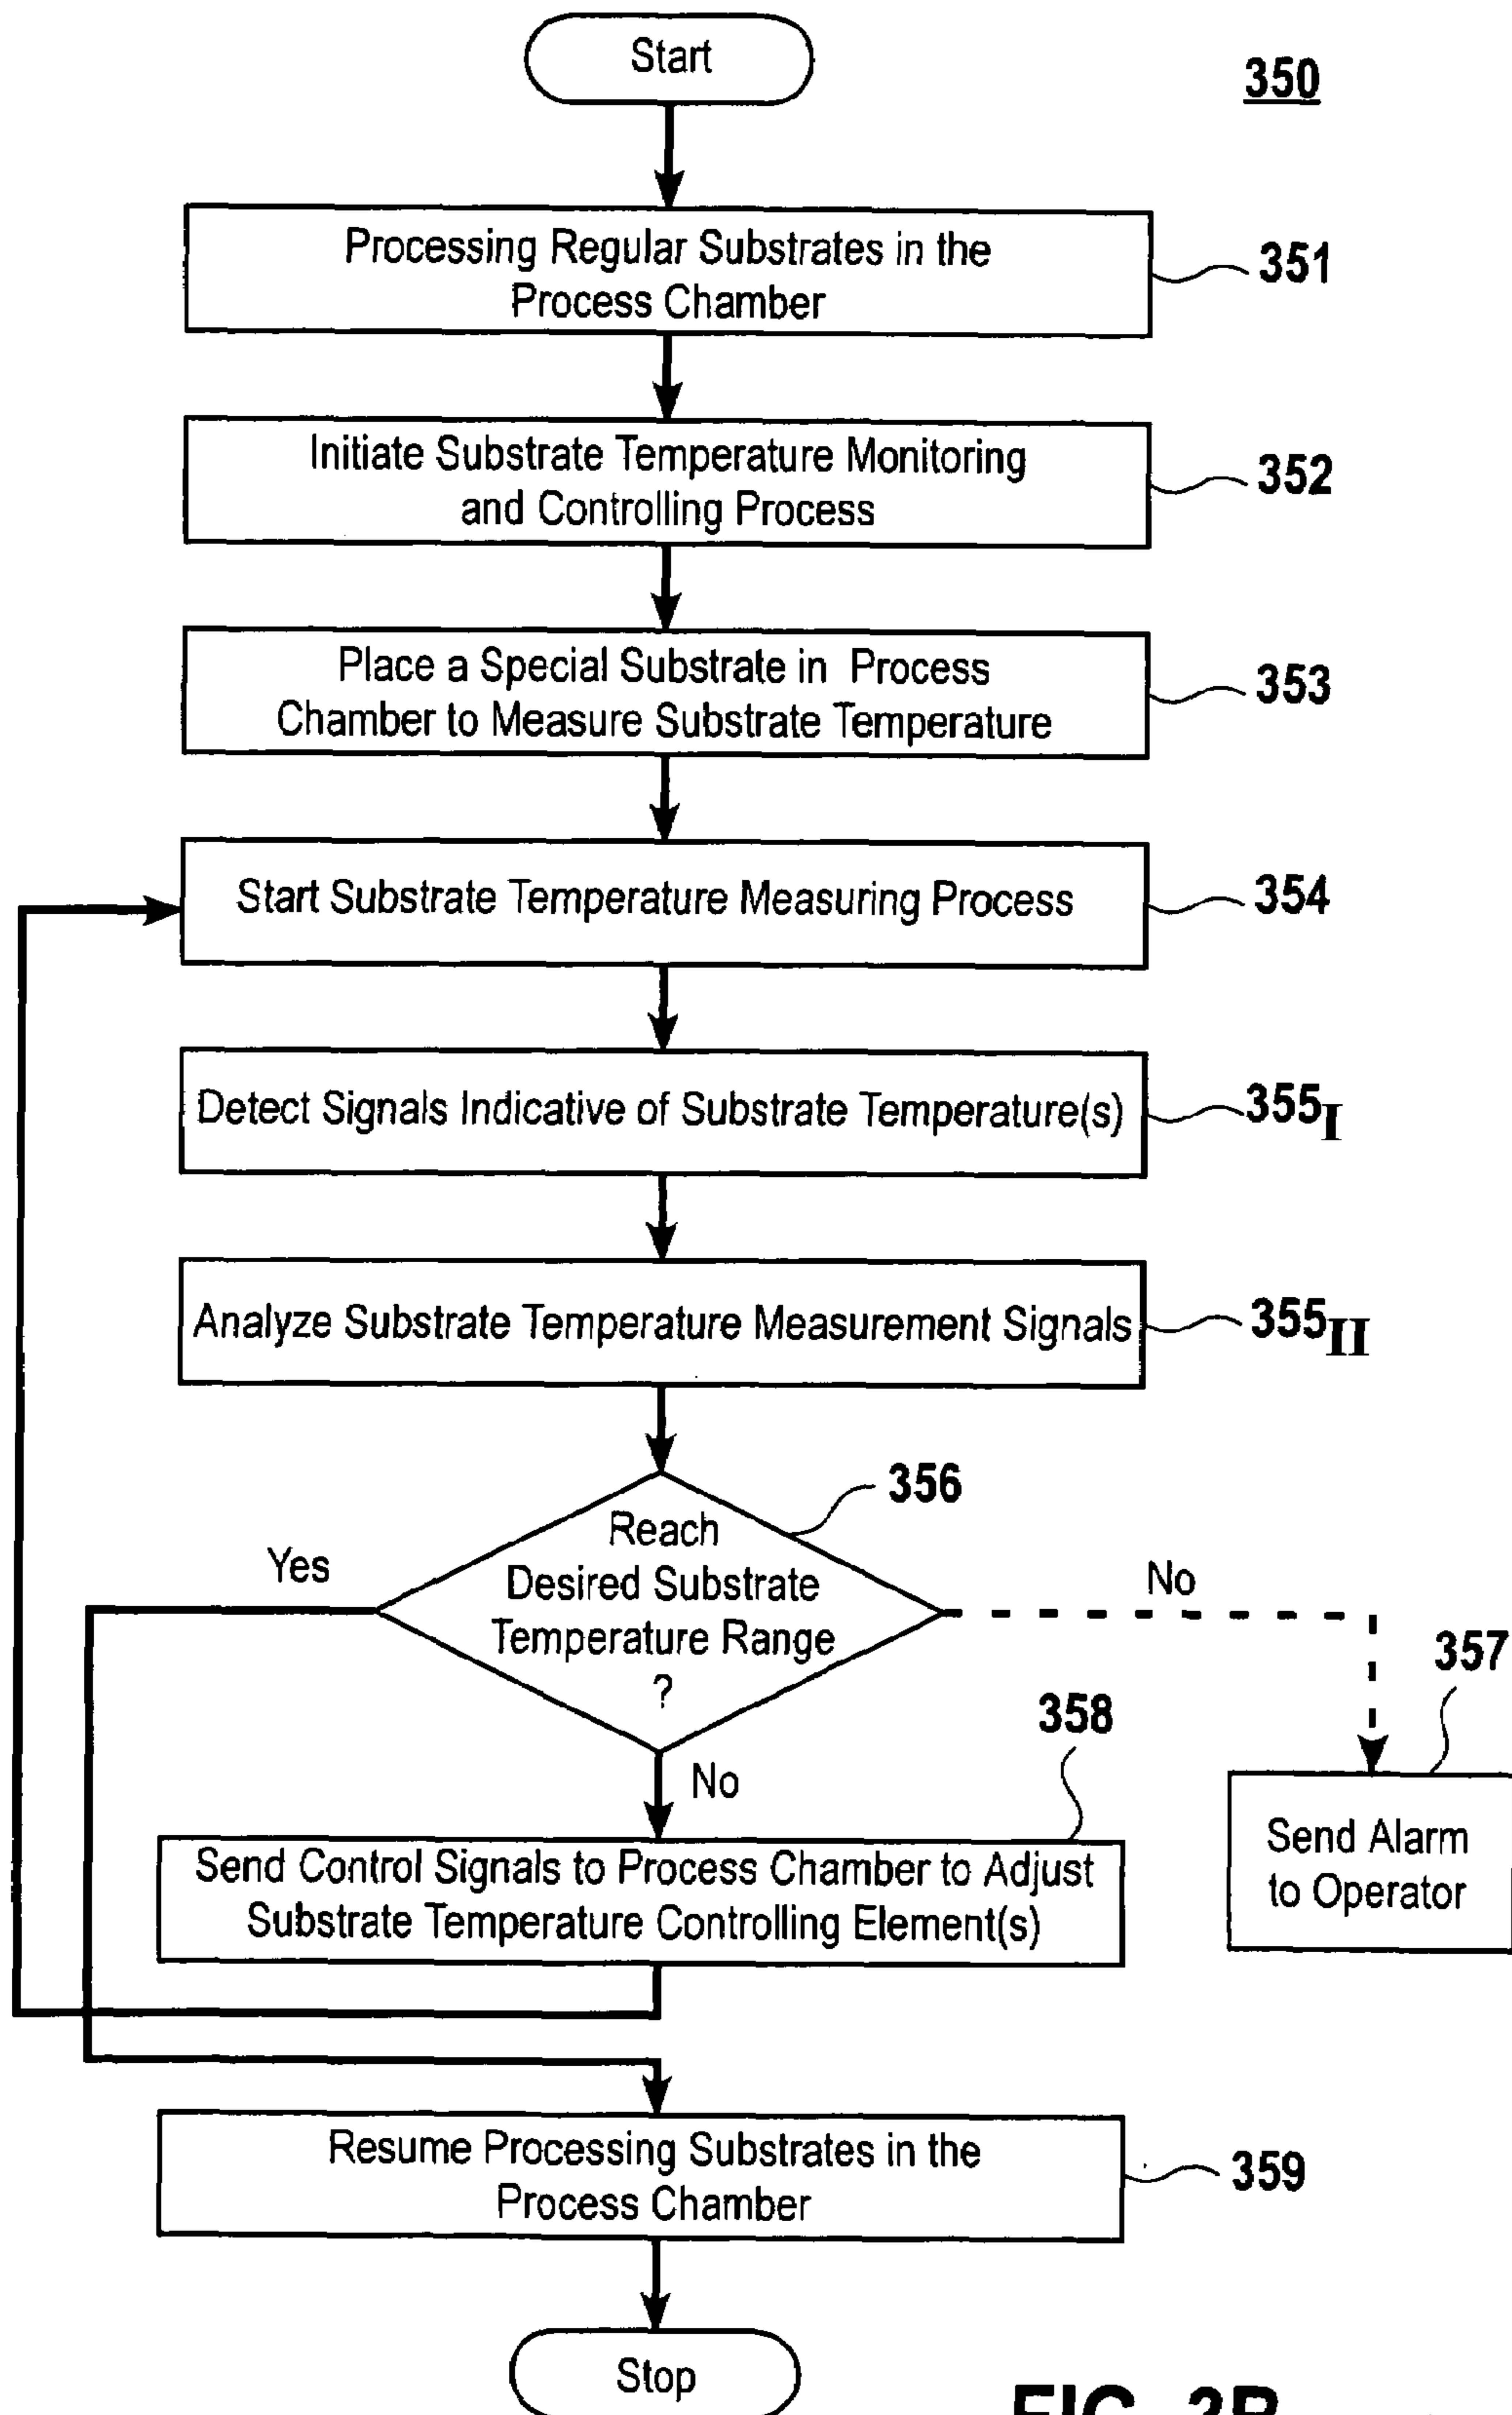 Start
350
Processing Regular Substrates in the
Process Chamber
351
Initiate Substrate Temperature Monitoring
and Controlling Process
352
Place a Special Substrate in Process
Chamber to Measure Substrate Temperature
353
Start Substrate Temperature Measuring Process
354
Detect Signals Indicative of Substrate Temperature(s)
355I
Analyze Substrate Temperature Measurement Signals
355II
356
Reach
Desired Substrate
Temperature Range
?
Yes
No
357
Send Alarm
to Operator
No
358
Send Control Signals to Process Chamber to Adjust
Substrate Temperature Controlling Element(s)
Resume Processing Substrates in the
Process Chamber
359
Stop